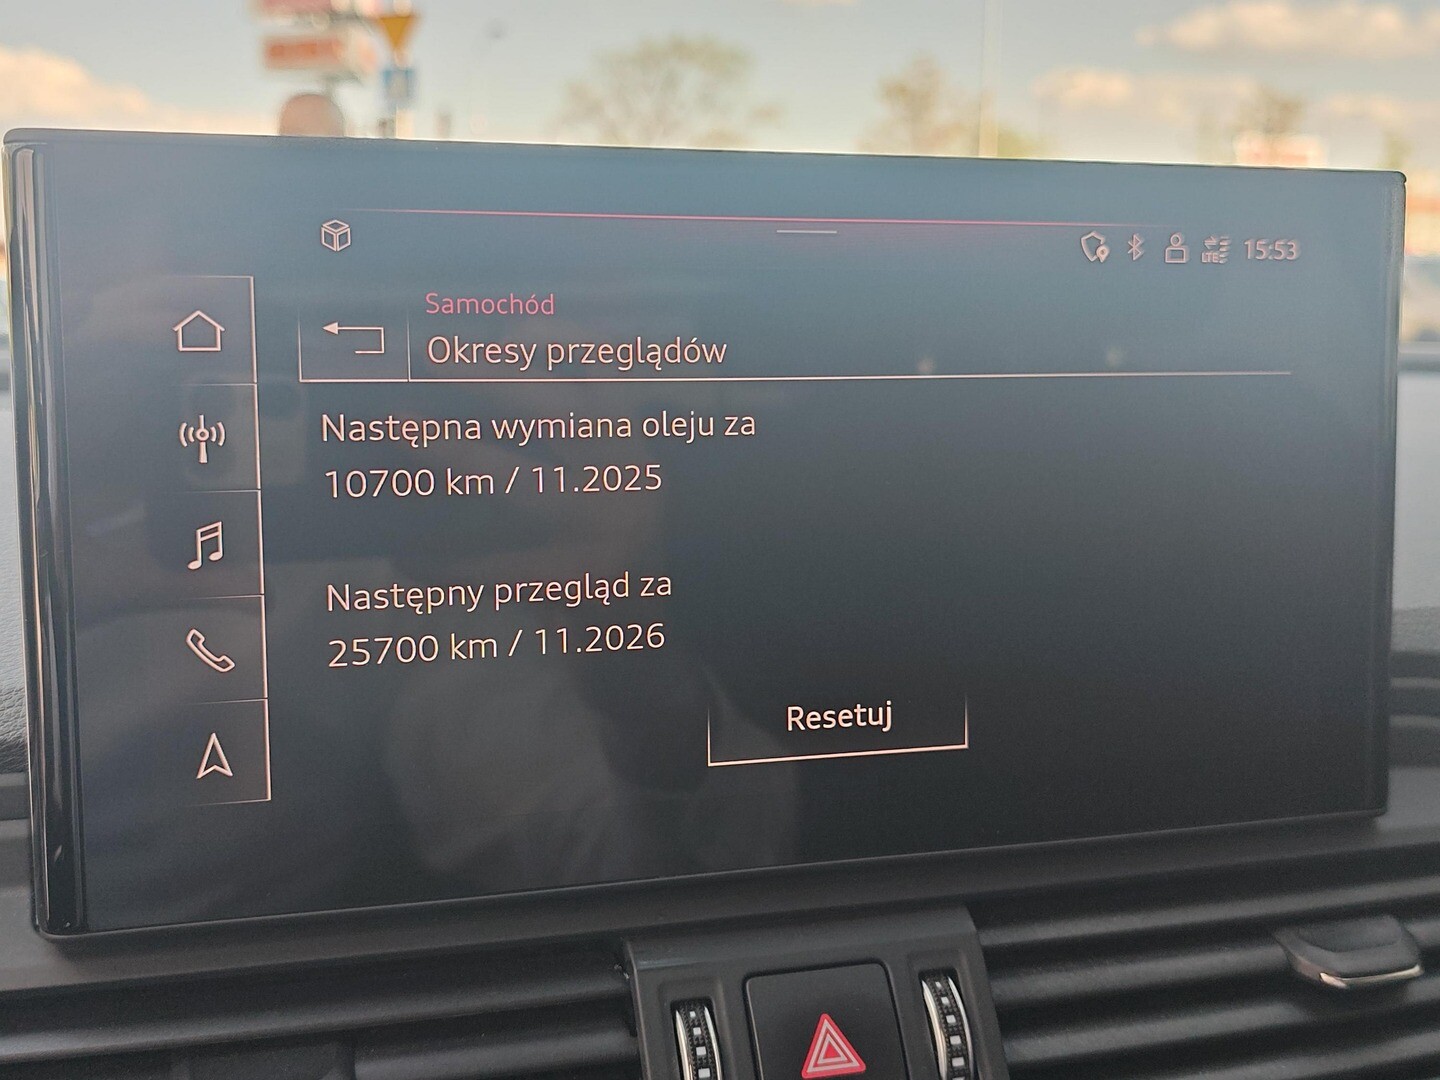 LTE 15:53
Samochód
Okresy przeglądów
Następna wymiana oleju za
10700 km / 11.2025
Następny przegląd za
25700 km / 11.2026
Resetuj